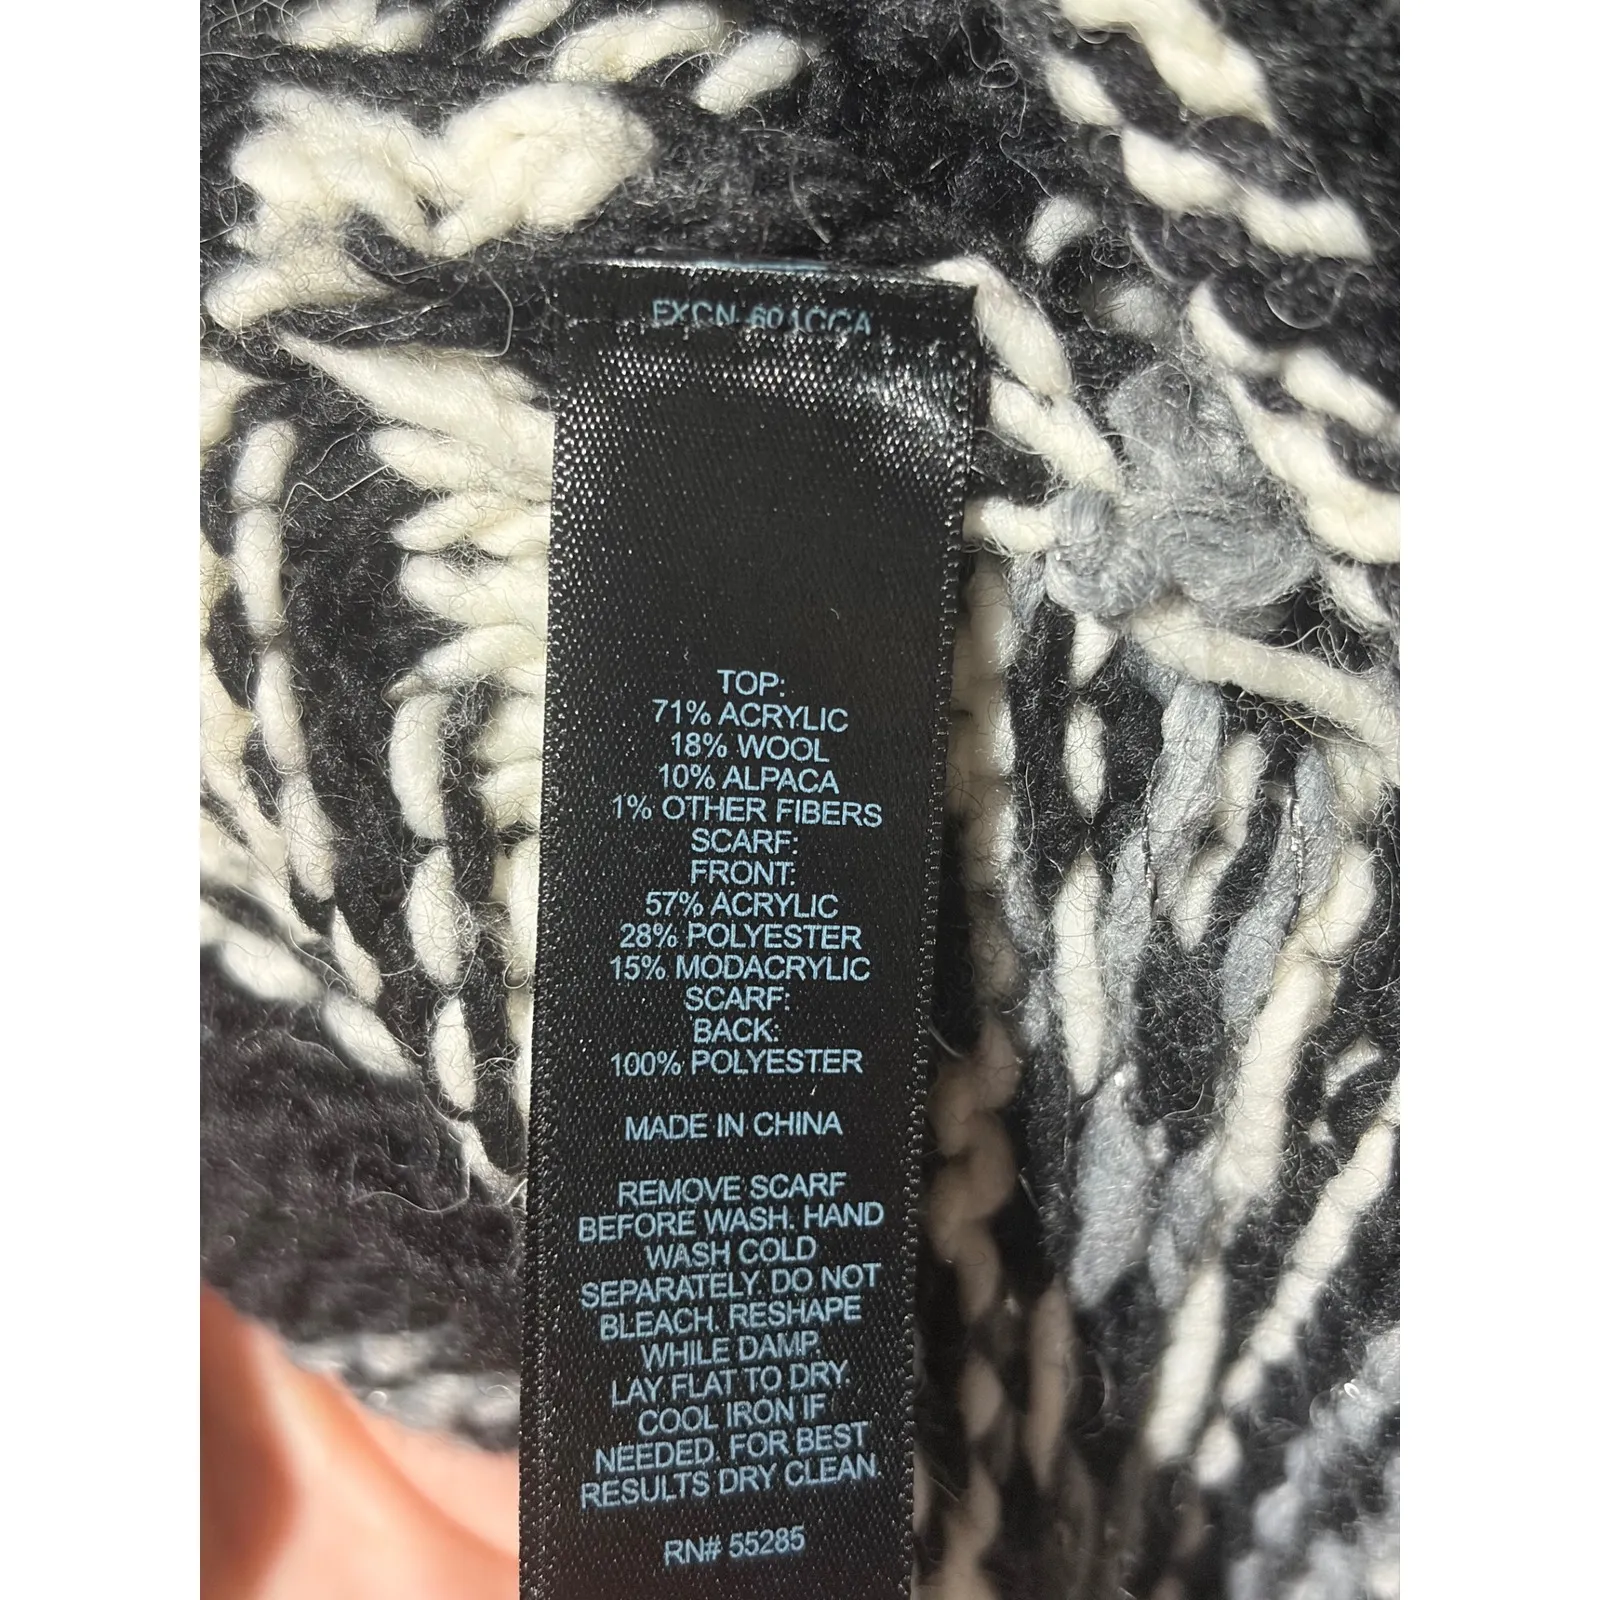 TOP:
71% ACRYLIC
18% WOOL
10% ALPACA
1% OTHER FIBERS
SCARF:
FRONT:
57% ACRYLIC
28% POLYESTER
15% MODACRYLIC
SCARF:
BACK:
100% POLYESTER
MADE IN CHINA
REMOVE SCARF
BEFORE WASH. HAND
WASH COLD
SEPARATELY. DO NOT
BLEACH. RESHAPE
WHILE DAMP.
LAY FLAT TO DRY.
COOL IRON IF
NEEDED. FOR BEST
RESULTS DRY CLEAN.
RN# 55285